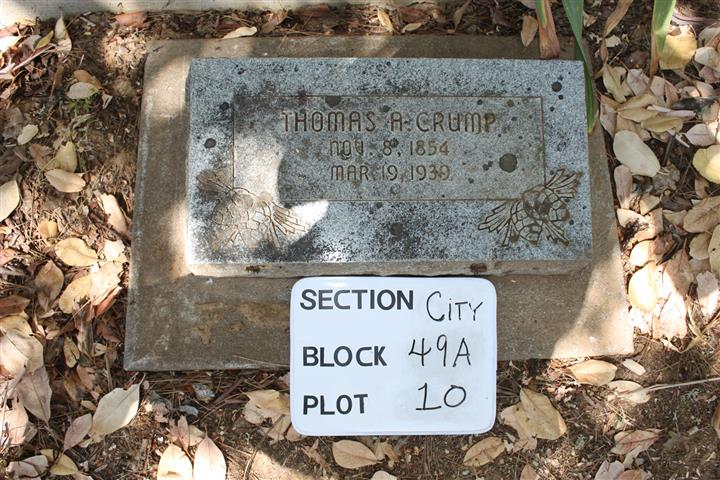 THOMAS A. CRUMP
NOV. 8, 1854
MAR 19, 1939
SECTION CITY
BLOCK 49A
PLOT 10